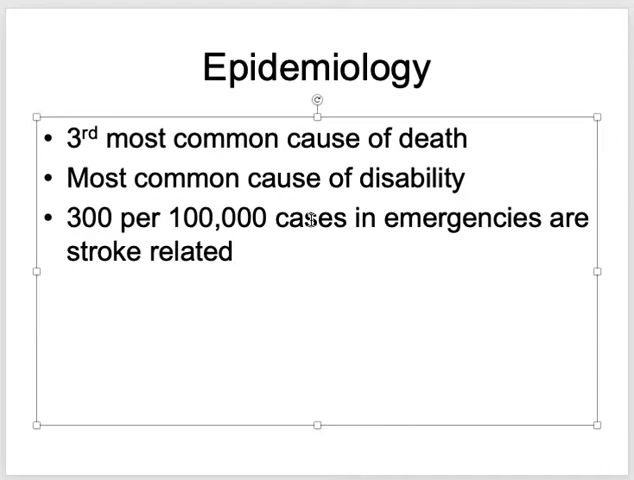 Epidemiology
• 3rd most common cause of death
• Most common cause of disability
• 300 per 100,000 cases in emergencies are
stroke related